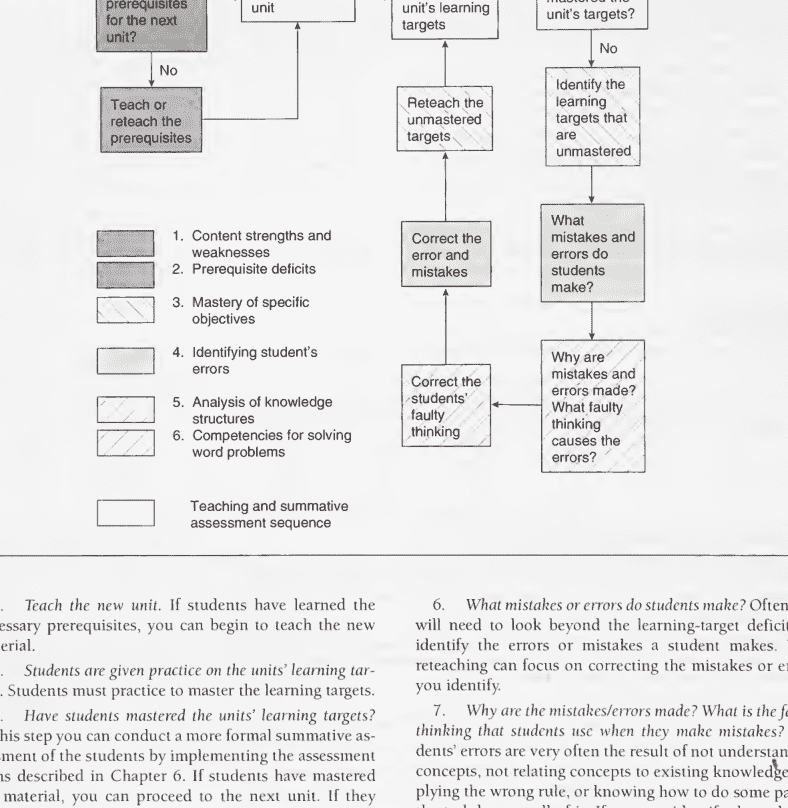 prerequisites
for the next
unit?
No
Teach or
reteach the
prerequisites
unit
unit's learning
targets
Reteach the
unmastered
targets
Correct the
error and
mistakes
Correct the
students'
faulty
thinking
unit's targets?
No
Identify the
learning
targets that
are
unmastered
What
mistakes and
errors do
students
make?
Why are
mistakes and
errors made?
What faulty
thinking
causes the
errors?
1. Content strengths and
weaknesses
2. Prerequisite deficits
3. Mastery of specific
objectives
4. Identifying student's
errors
5. Analysis of knowledge
structures
6. Competencies for solving
word problems
Teaching and summative
assessment sequence
. Teach the new unit. If students have learned the
essary prerequisites, you can begin to teach the new
erial.
. Students are given practice on the units' learning tar-
. Students must practice to master the learning targets.
. Have students mastered the units' learning targets?
his step you can conduct a more formal summative as-
sment of the students by implementing the assessment
ns described in Chapter 6. If students have mastered
material, you can proceed to the next unit. If they
6. What mistakes or errors do students make? Often
will need to look beyond the learning-target deficit
identify the errors or mistakes a student makes.
reteaching can focus on correcting the mistakes or er
you identify.
7. Why are the mistakes/errors made? What is the fa
thinking that students use when they make mistakes?
dents' errors are very often the result of not understan
concepts, not relating concepts to existing knowledge
plying the wrong rule, or knowing how to do some pa